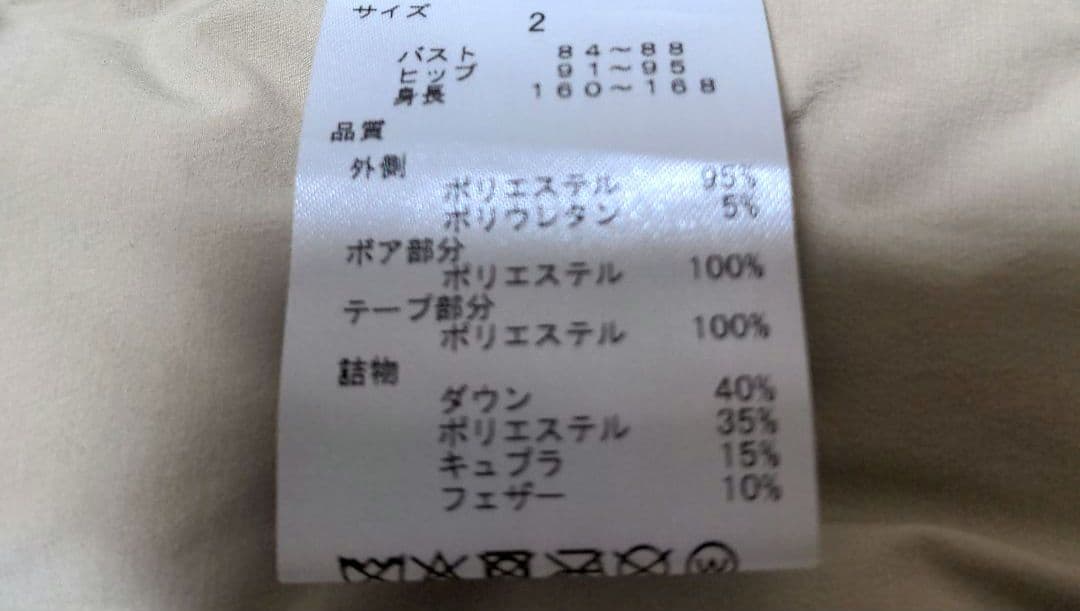 サイズ 2
バスト 84~88
ヒップ 91~95
身長 160~168
品質
外側
ポリエステル 95%
ポリウレタン 5%
ボア部分
ポリエステル 100%
テープ部分
ポリエステル 100%
詰物
ダウン 40%
ポリエステル 35%
キュプラ 15%
フェザー 10%
W